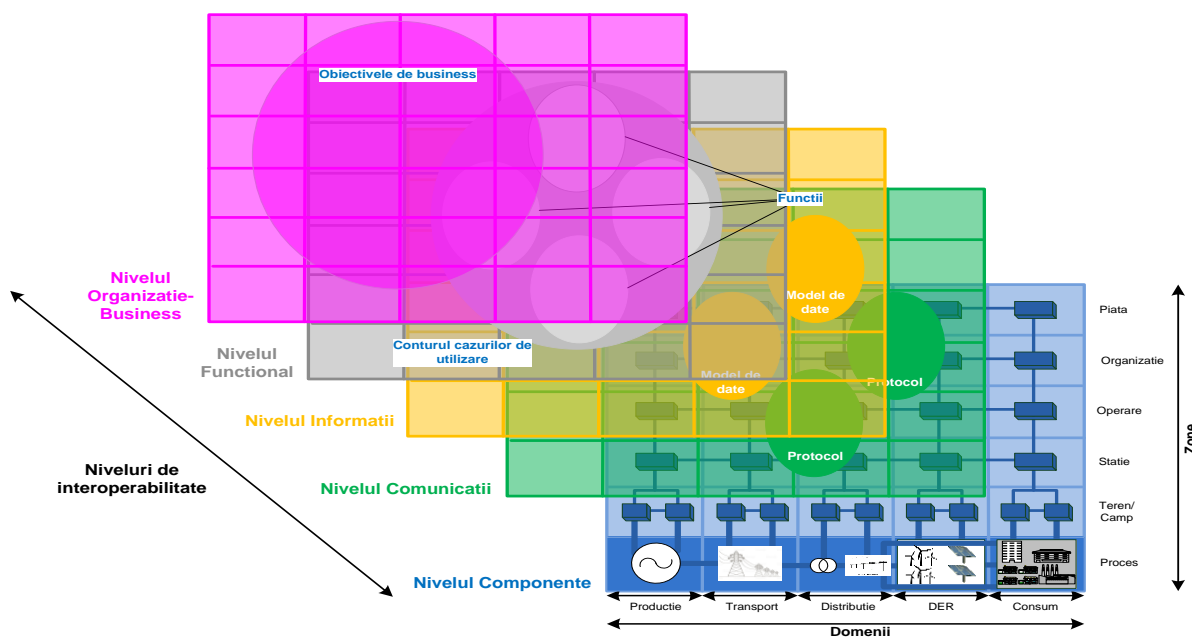 Obiectivele de business
Functii
Nivelul
Organizatie-
Business
Model de
date
Piata
Conturul cazurilor de
utilizare
Nivelul
Functional
Model de
date
Protocol
Organizatie
Nivelul Informatii
Operare
Zone
Protocol
Statie
Niveluri de
interoperabilitate
Nivelul Comunicatii
Teren/
Camp
Nivelul Componente
Proces
Productie
Transport
Distributie
DER
Consum
Domenii